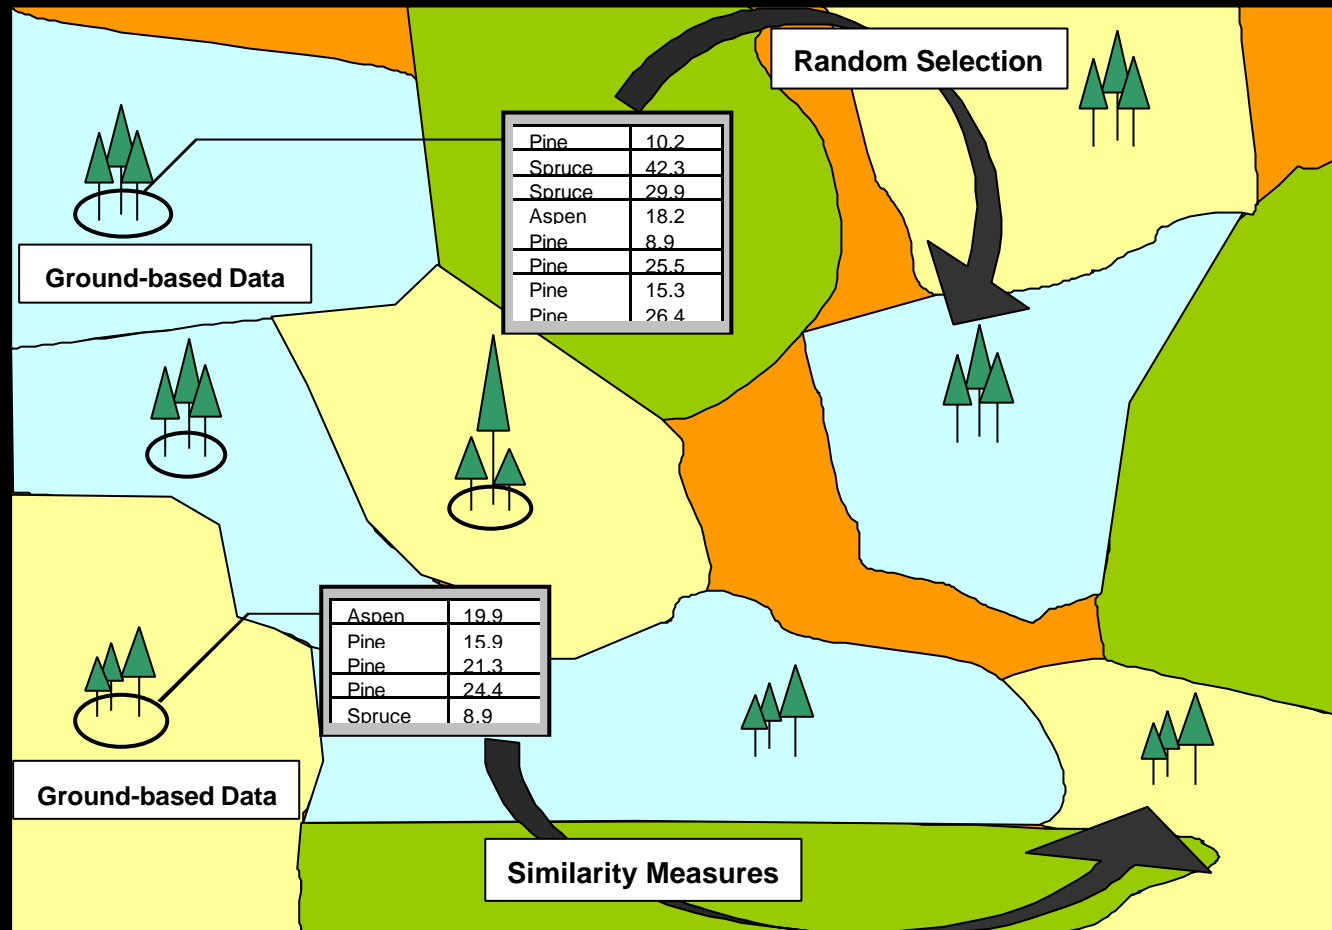 Random Selection
Pine 10.2
Spruce 42.3
Spruce 29.9
Aspen 18.2
Pine 8.9
Pine 25.5
Pine 15.3
Pine 26.4
Ground-based Data
Aspen 19.9
Pine 15.9
Pine 21.3
Pine 24.4
Spruce 8.9
Ground-based Data
Similarity Measures